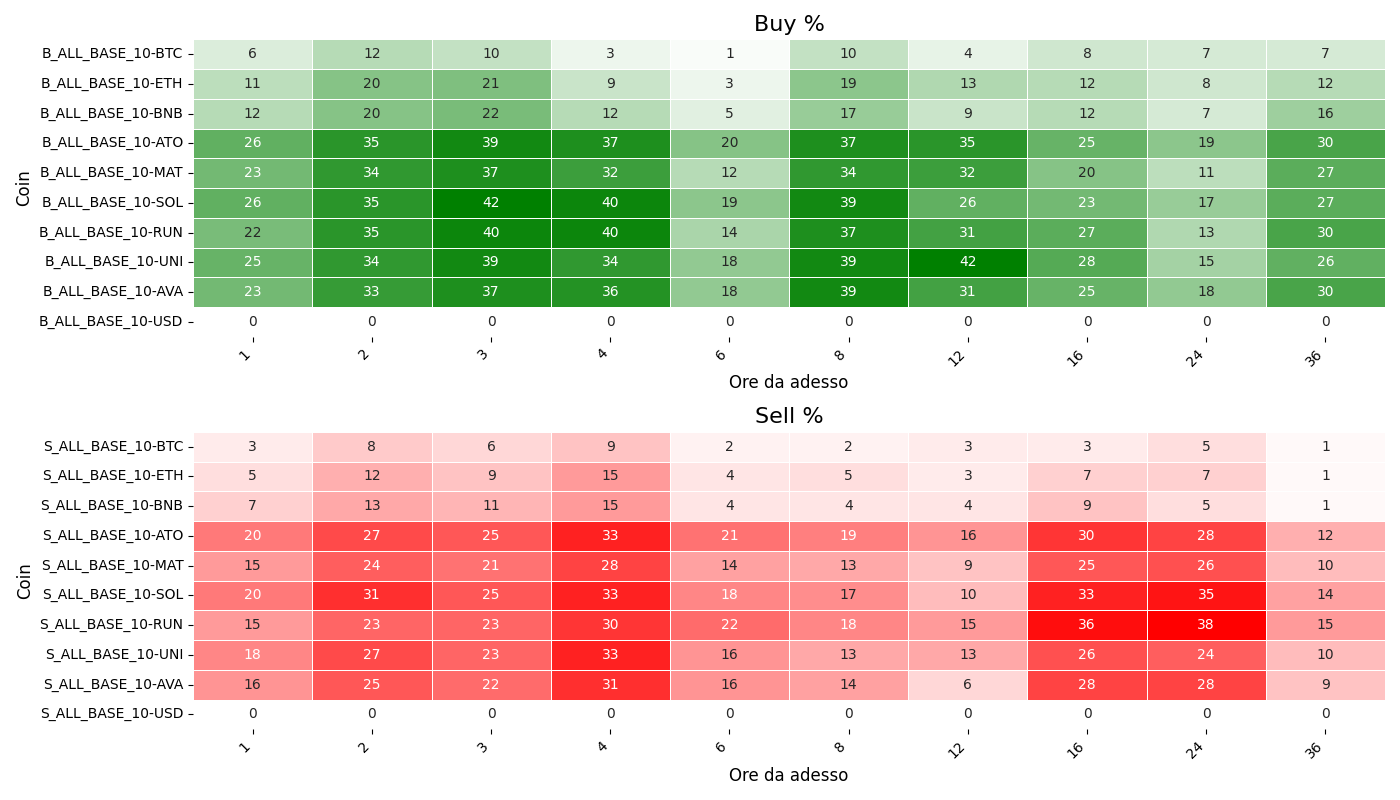 Buy %
Coin
B_ALL_BASE_10-BTC 6 12 10 3 1 10 4 8 7 7
B_ALL_BASE_10-ETH 11 20 21 9 3 19 13 12 8 12
B_ALL_BASE_10-BNB 12 20 22 12 5 17 9 12 7 16
B_ALL_BASE_10-ATO 26 35 39 37 20 37 35 25 19 30
B_ALL_BASE_10-MAT 23 34 37 32 12 34 32 20 11 27
B_ALL_BASE_10-SOL 26 35 42 40 19 39 26 23 17 27
B_ALL_BASE_10-RUN 22 35 40 40 14 37 31 27 13 30
B_ALL_BASE_10-UNI 25 34 39 34 18 39 42 28 15 26
B_ALL_BASE_10-AVA 23 33 37 36 18 39 31 25 18 30
B_ALL_BASE_10-USD 0 0 0 0 0 0 0 0 0 0
1 2 3 4 6 8 12 16 24 36
Ore da adesso
Sell %
Coin
S_ALL_BASE_10-BTC 3 8 6 9 2 2 3 3 5 1
S_ALL_BASE_10-ETH 5 12 9 15 4 5 3 7 7 1
S_ALL_BASE_10-BNB 7 13 11 15 4 4 4 9 5 1
S_ALL_BASE_10-ATO 20 27 25 33 21 19 16 30 28 12
S_ALL_BASE_10-MAT 15 24 21 28 14 13 9 25 26 10
S_ALL_BASE_10-SOL 20 31 25 33 18 17 10 33 35 14
S_ALL_BASE_10-RUN 15 23 23 30 22 18 15 36 38 15
S_ALL_BASE_10-UNI 18 27 23 33 16 13 13 26 24 10
S_ALL_BASE_10-AVA 16 25 22 31 16 14 6 28 28 9
S_ALL_BASE_10-USD 0 0 0 0 0 0 0 0 0 0
1 2 3 4 6 8 12 16 24 36
Ore da adesso